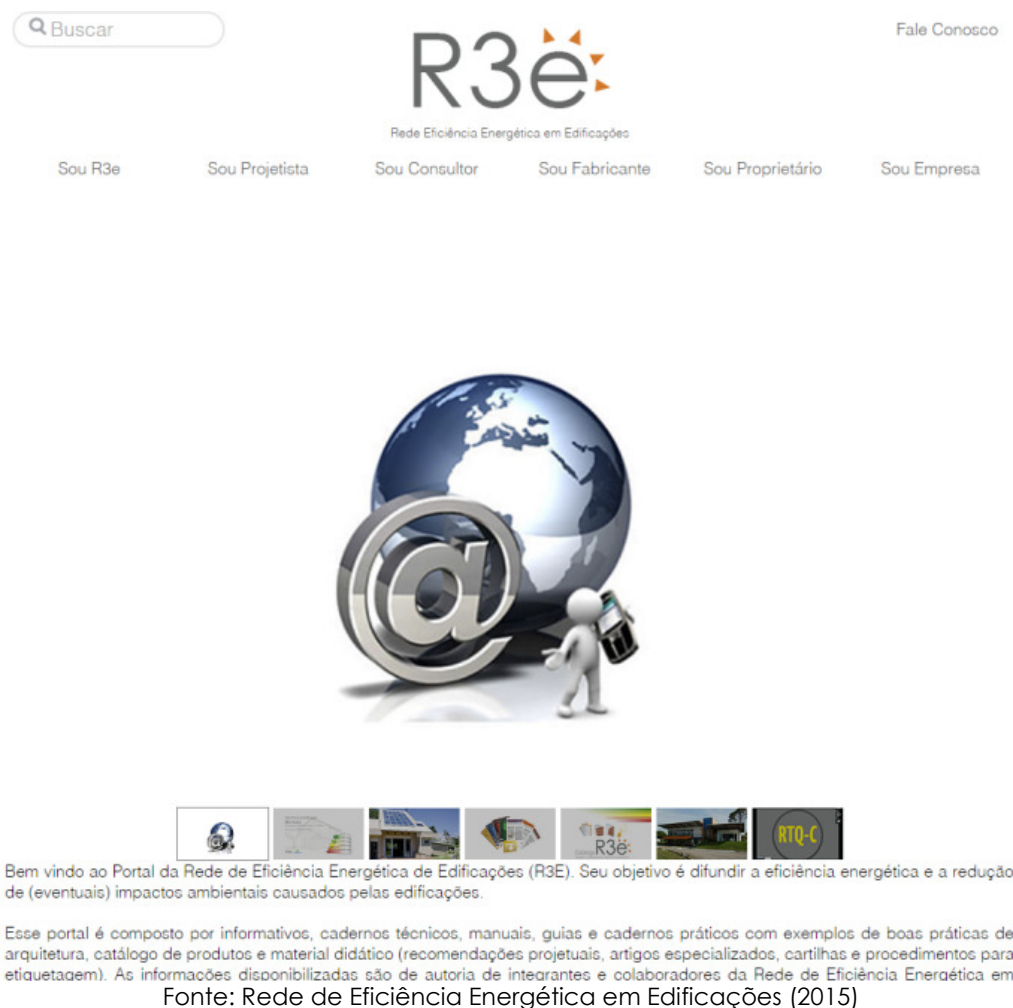 Buscar
Fale Conosco
R3e
Rede Eficiência Energética em Edificações
Sou R3e Sou Projetista Sou Consultor Sou Fabricante Sou Proprietário Sou Empresa
@
R3e RTQ-C
Bem vindo ao Portal da Rede de Eficiência Energética de Edificações (R3E). Seu objetivo é difundir a eficiência energética e a redução
de (eventuais) impactos ambientais causados pelas edificações.
Esse portal é composto por informativos, cadernos técnicos, manuais, guias e cadernos práticos com exemplos de boas práticas de
arquitetura, catálogo de produtos e material didático (recomendações projetuais, artigos especializados, cartilhas e procedimentos para
etiquetagem). As informações disponibilizadas são de autoria de integrantes e colaboradores da Rede de Eficiência Energética em
Fonte: Rede de Eficiência Energética em Edificações (2015)